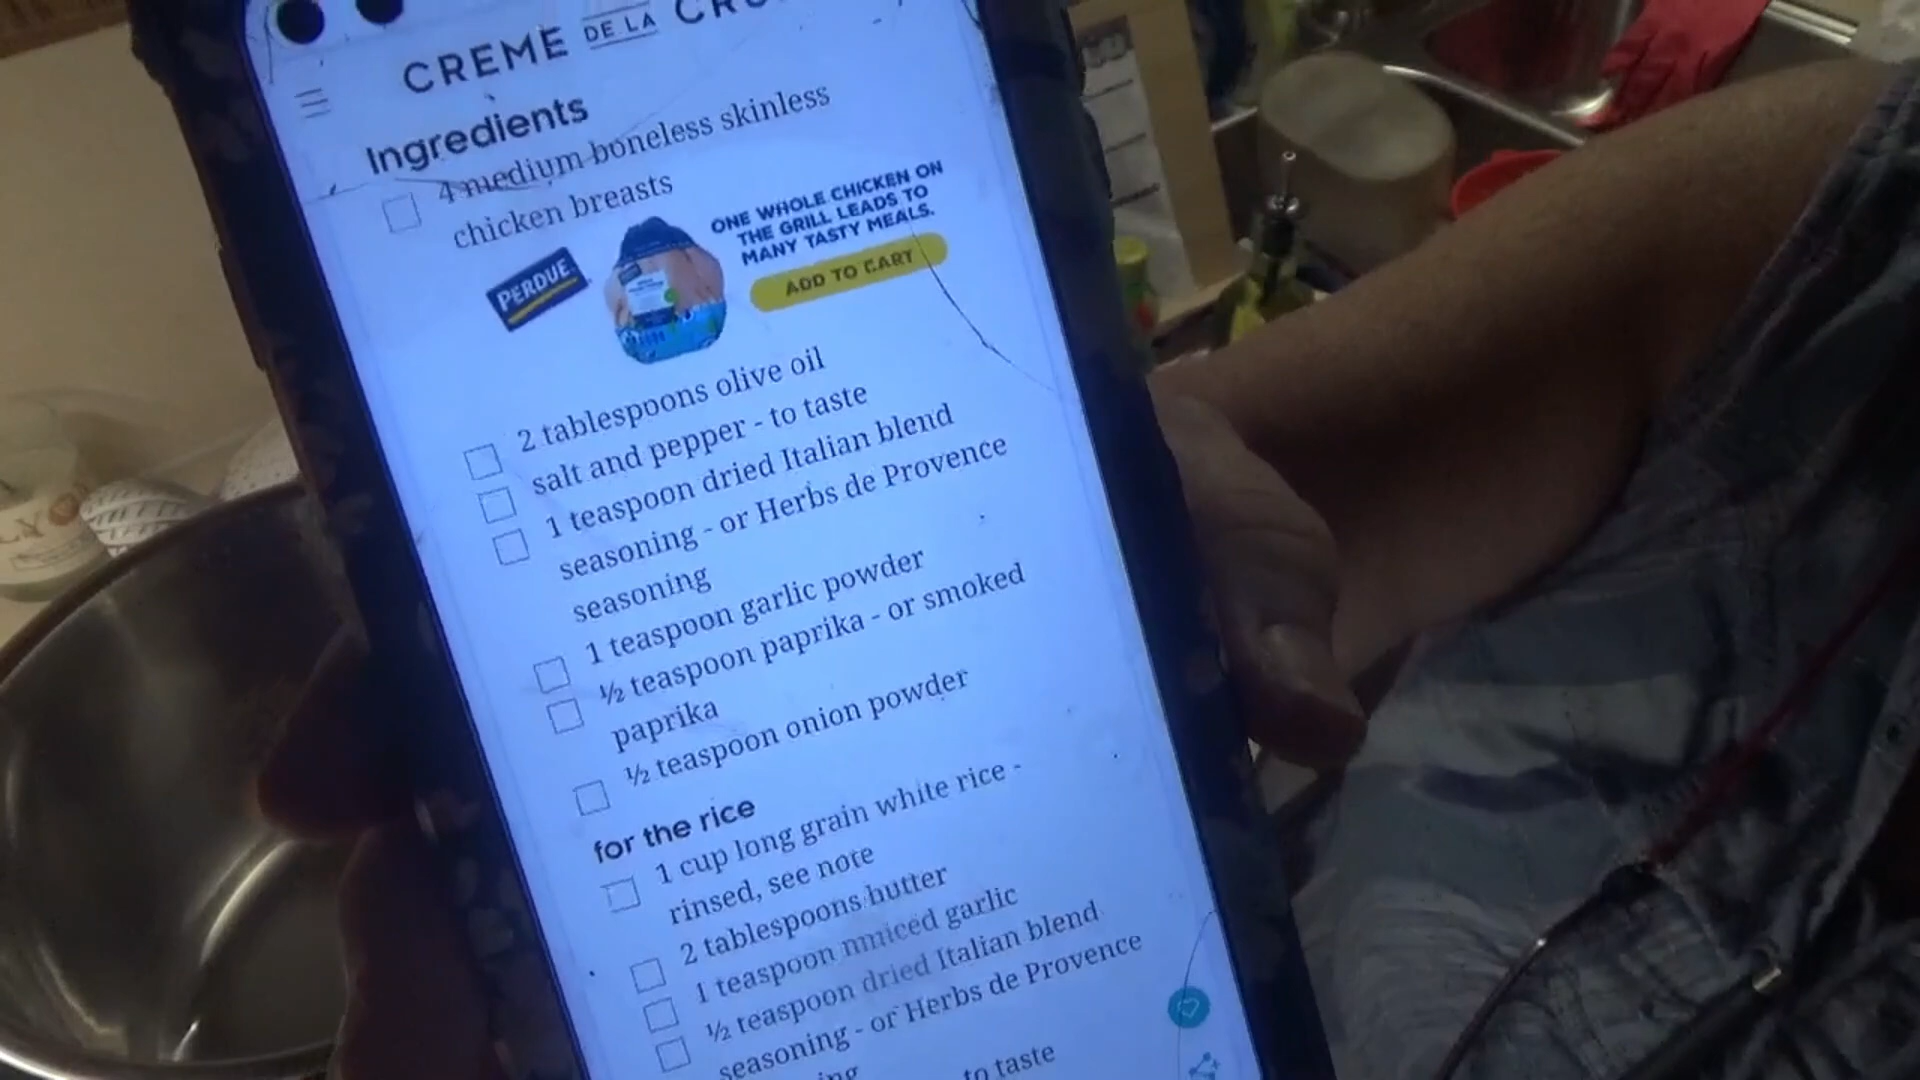 CREME DE LA
Ingredients
4 medium boneless skinless
chicken breasts
PERDUE
ONE WHOLE CHICKEN ON
THE GRILL LEADS TO
MANY TASTY MEALS.
ADD TO CART
2 tablespoons olive oil
salt and pepper - to taste
1 teaspoon dried Italian blend
seasoning - or Herbs de Provence
seasoning
1 teaspoon garlic powder
½ teaspoon paprika - or smoked
paprika
½ teaspoon onion powder
for the rice
1 cup long grain white rice -
rinsed, see note
2 tablespoons butter
1 teaspoon minced garlic
½ teaspoon dried Italian blend
seasoning - or Herbs de Provence
to taste